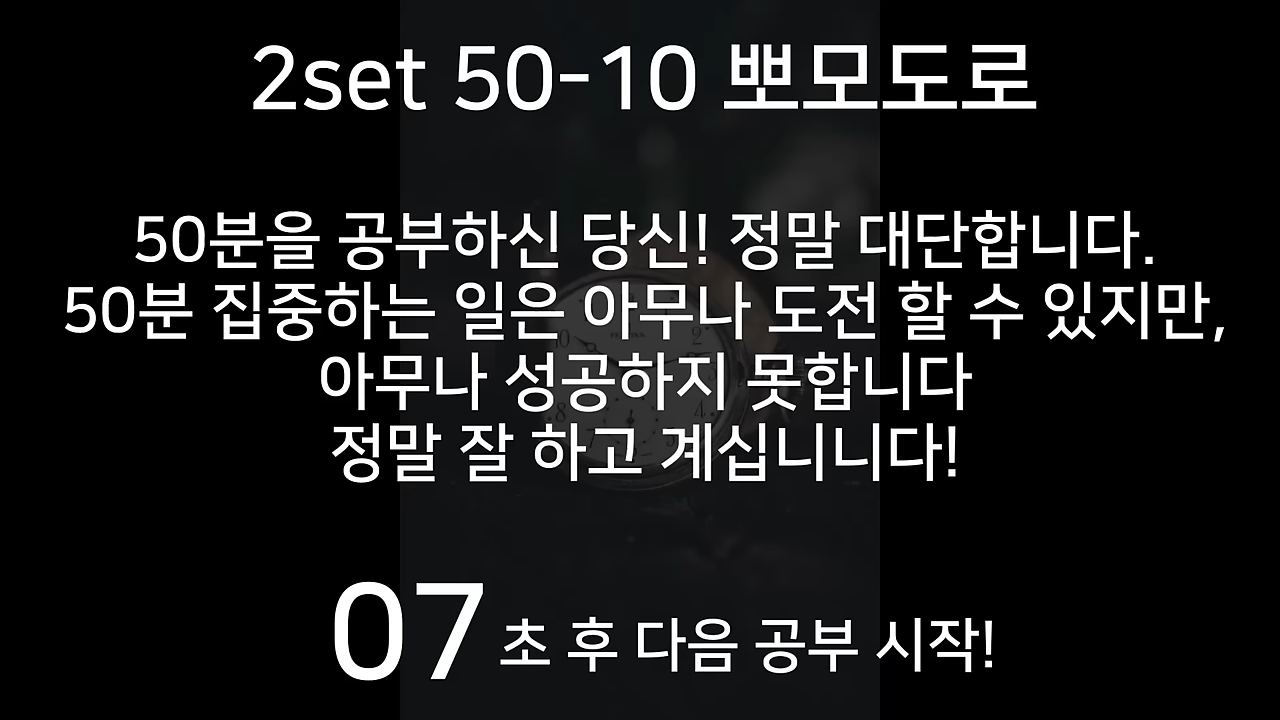 2set 50-10 뽀모도로
50분을 공부하신 당신! 정말 대단합니다.
50분 집중하는 일은 아무나 도전 할 수 있지만,
아무나 성공하지 못합니다
정말 잘 하고 계십니니다!
07 초 후 다음 공부 시작!